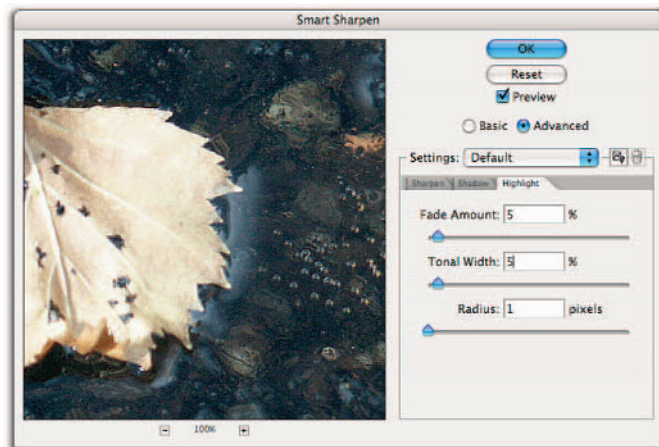 Smart Sharpen
OK
Reset
Preview
Basic Advanced
Settings: Default
Sharpen Shadow Highlight
Fade Amount: 5 %
Tonal Width: 5 %
Radius: 1 pixels
100%